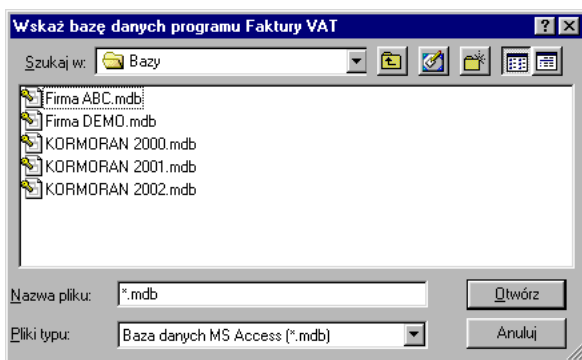 Wskaż bazę danych programu Faktury VAT
Szukaj w: Bazy
Firma ABC.mdb
Firma DEMO.mdb
KORMORAN 2000.mdb
KORMORAN 2001.mdb
KORMORAN 2002.mdb
Nazwa pliku: *.mdb Otwórz
Pliki typu: Baza danych MS Access (*.mdb) Anuluj